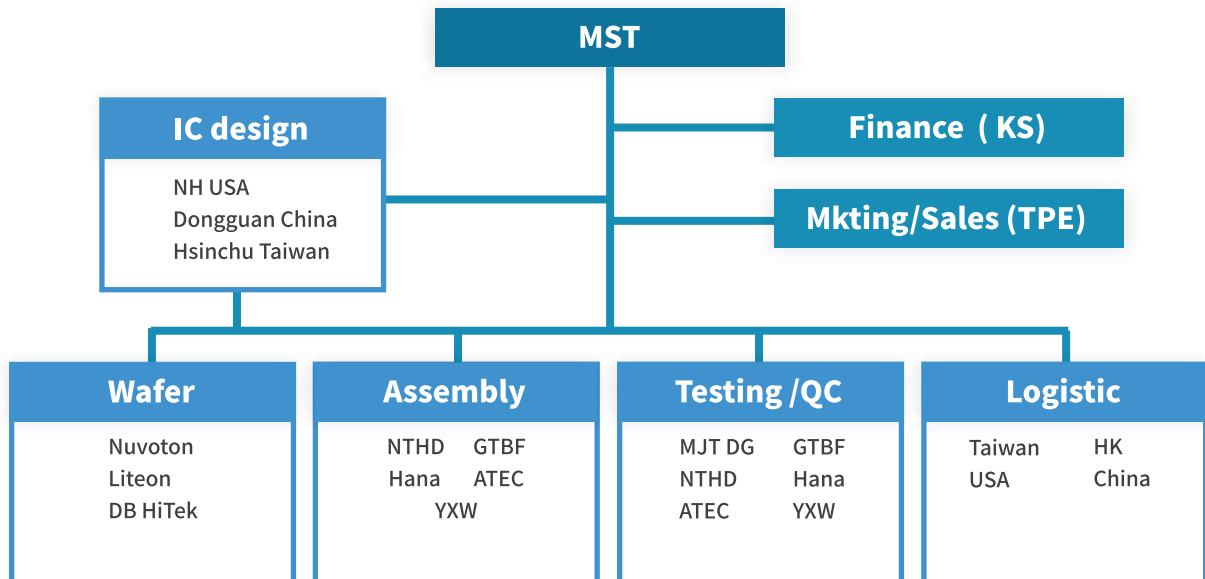 MST
IC design
NH USA
Dongguan China
Hsinchu Taiwan
Finance ( KS)
Mkting/Sales (TPE)
Wafer
Nuvoton
Liteon
DB HiTek
Assembly
NTHD GTBF
Hana ATEC
YXW
Testing /QC
MJT DG GTBF
NTHD Hana
ATEC YXW
Logistic
Taiwan HK
USA China